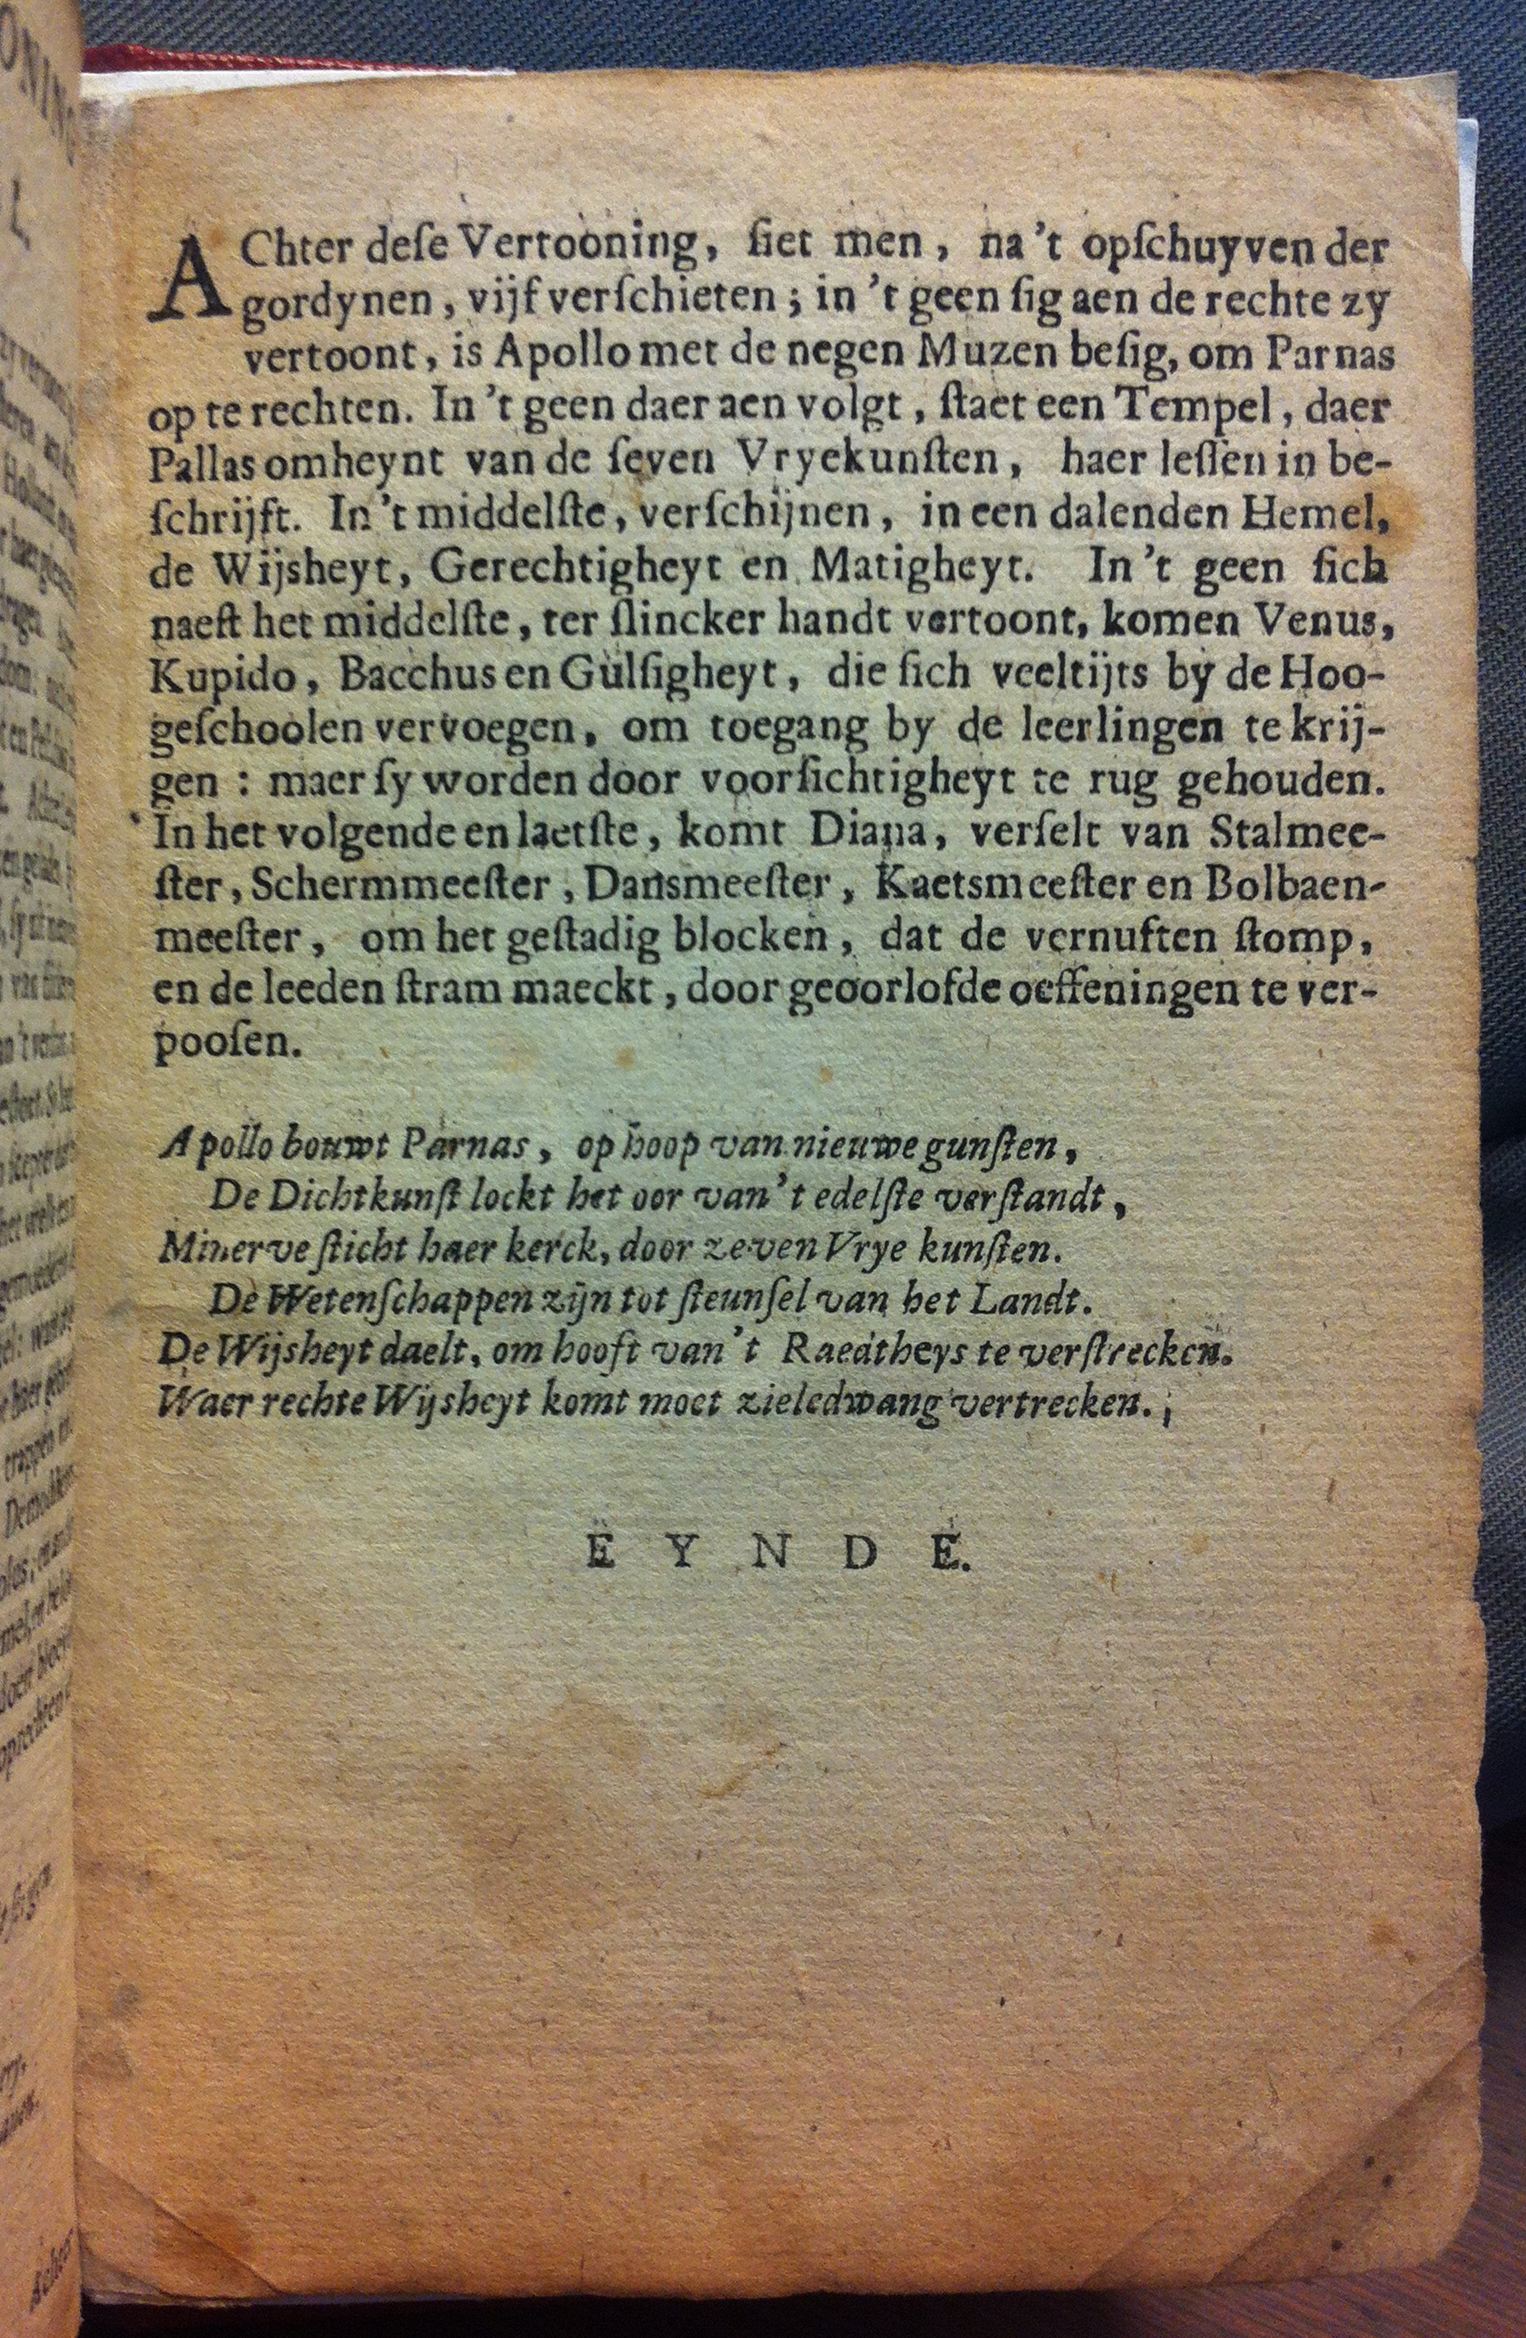 AChter deſe Vertooning, ſiet men, na 't opſchuyven der
gordynen, vijf verſchieten; in 't geen ſig aen de rechte zy
vertoont, is Apollo met de negen Muzen beſig, om Parnas
op te rechten. In 't geen daer aen volgt, ſtaet een Tempel, daer
Pallas omheynt van de ſeven Vryekunſten, haer leſſen in be-
ſchrijft. In 't middelſte, verſchijnen, in een dalenden Hemel,
de Wijsheyt, Gerechtigheyt en Matigheyt. In 't geen ſich
naeſt het middelſte, ter ſlincker handt vertoont, komen Venus,
Kupido, Bacchus en Gulſigheyt, die ſich veeltijts by de Hoo-
geſchoolen vervoegen, om toegang by de leerlingen te krij-
gen: maer ſy worden door voorſichtigheyt te rug gehouden.
In het volgende en laetſte, komt Diana, verſelt van Stalmee-
ſter, Schermmeeſter, Dansmeeſter, Kaetsmeeſter en Bolbaen-
meeſter, om het geſtadig blocken, dat de vernuften ſtomp,
en de leeden ſtram maeckt, door geoorlofde oeffeningen te ver-
pooſen.
Apollo bouwt Parnas, op hoop van nieuwe gunſten,
De Dichtkunſt lockt het oor van 't edelſte verſtandt,
Minerve ſticht haer kerck, door zeven Vrye kunſten.
De Wetenſchappen zijn tot ſteunſel van het Landt.
De Wijsheyt daelt, om hooft van 't Raedtheys te verſtrecken.
Waer rechte Wijsheyt komt moet zieledwang vertrecken.
EYNDE.